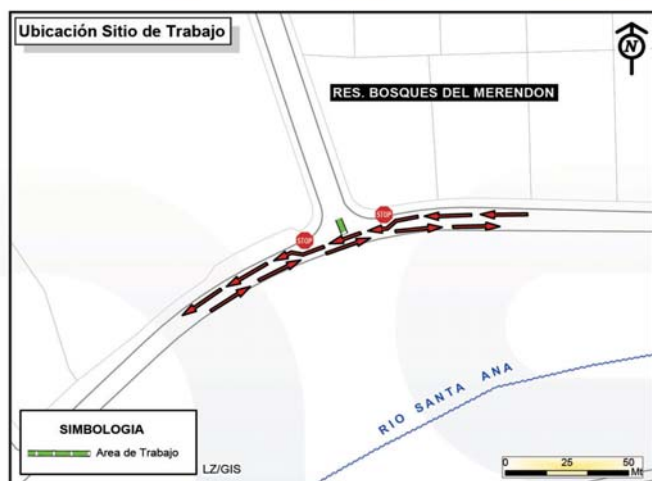 Ubicación Sitio de Trabajo
N
RES. BOSQUES DEL MERENDON
STOP
STOP
RIO SANTA ANA
SIMBOLOGIA
Area de Trabajo
LZ/GIS
0 25 50
Mt